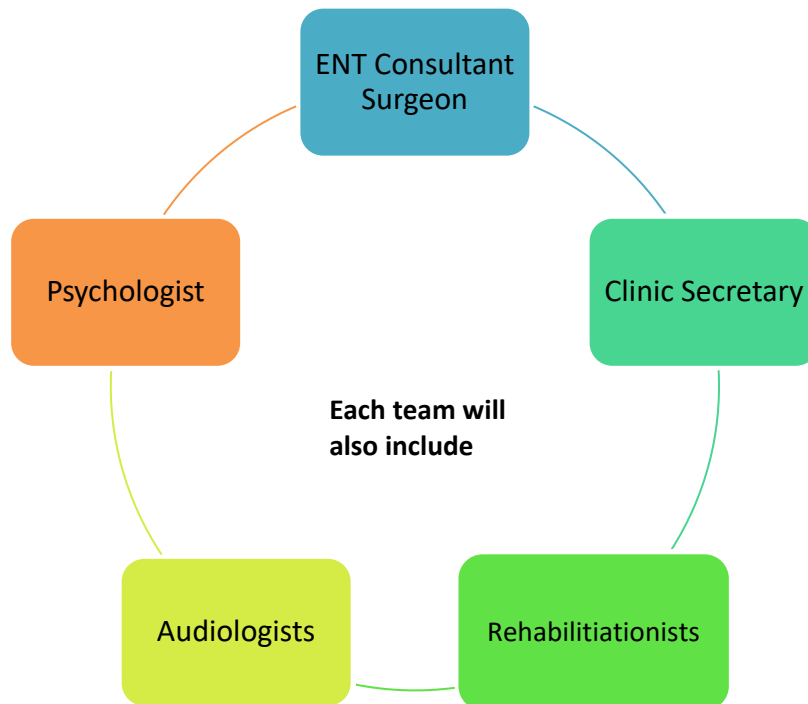 ENT Consultant
Surgeon
Psychologist
Clinic Secretary
Each team will
also include
Audiologists
Rehabilitiationists